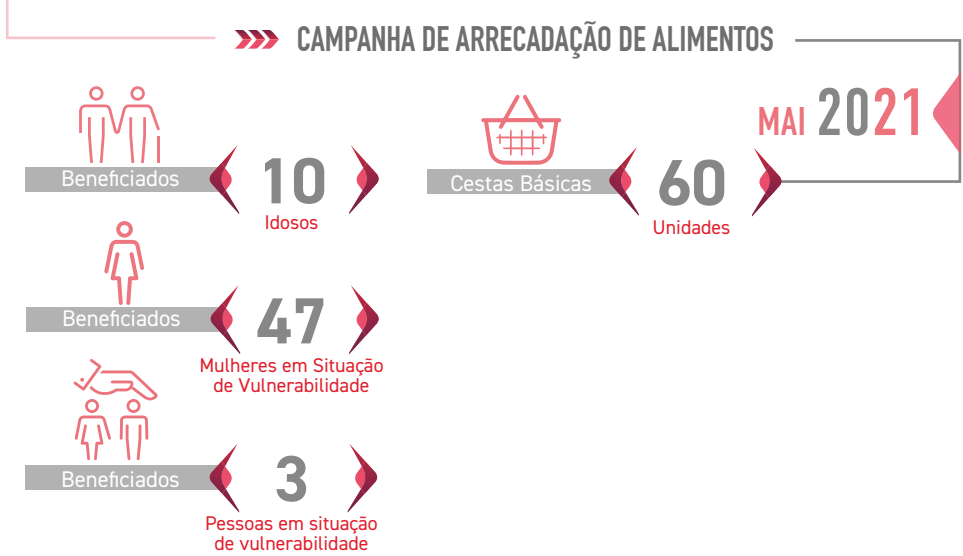 CAMPANHA DE ARRECADAÇÃO DE ALIMENTOS
MAI 2021
Beneficiados
10
Idosos
Cestas Básicas
60
Unidades
Beneficiados
47
Mulheres em Situação
de Vulnerabilidade
Beneficiados
3
Pessoas em situação
de vulnerabilidade